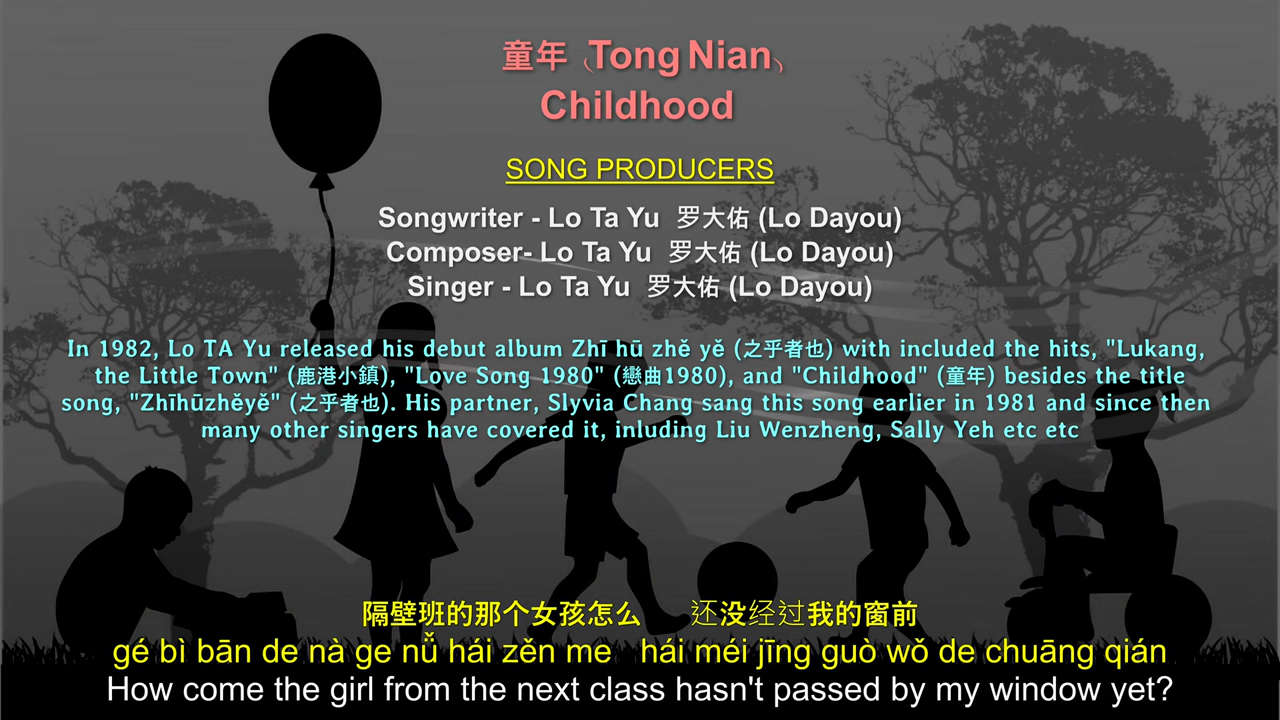 童年 (Tong Nian)
Childhood
SONG PRODUCERS
Songwriter - Lo Ta Yu 罗大佑 (Lo Dayou)
Composer- Lo Ta Yu 罗大佑 (Lo Dayou)
Singer - Lo Ta Yu 罗大佑 (Lo Dayou)
In 1982, Lo TA Yu released his debut album Zhī hū zhě yě (之乎者也) with included the hits, "Lukang,
the Little Town" (鹿港小鎮), "Love Song 1980" (戀曲1980), and "Childhood" (童年) besides the title
song, "Zhīhūzhěyě" (之乎者也). His partner, Slyvia Chang sang this song earlier in 1981 and since then
many other singers have covered it, inluding Liu Wenzheng, Sally Yeh etc etc
隔壁班的那个女孩怎么 还没经过我的窗前
gé bì bān de nà ge nǚ hái zěn me hái méi jīng guò wǒ de chuāng qián
How come the girl from the next class hasn't passed by my window yet?